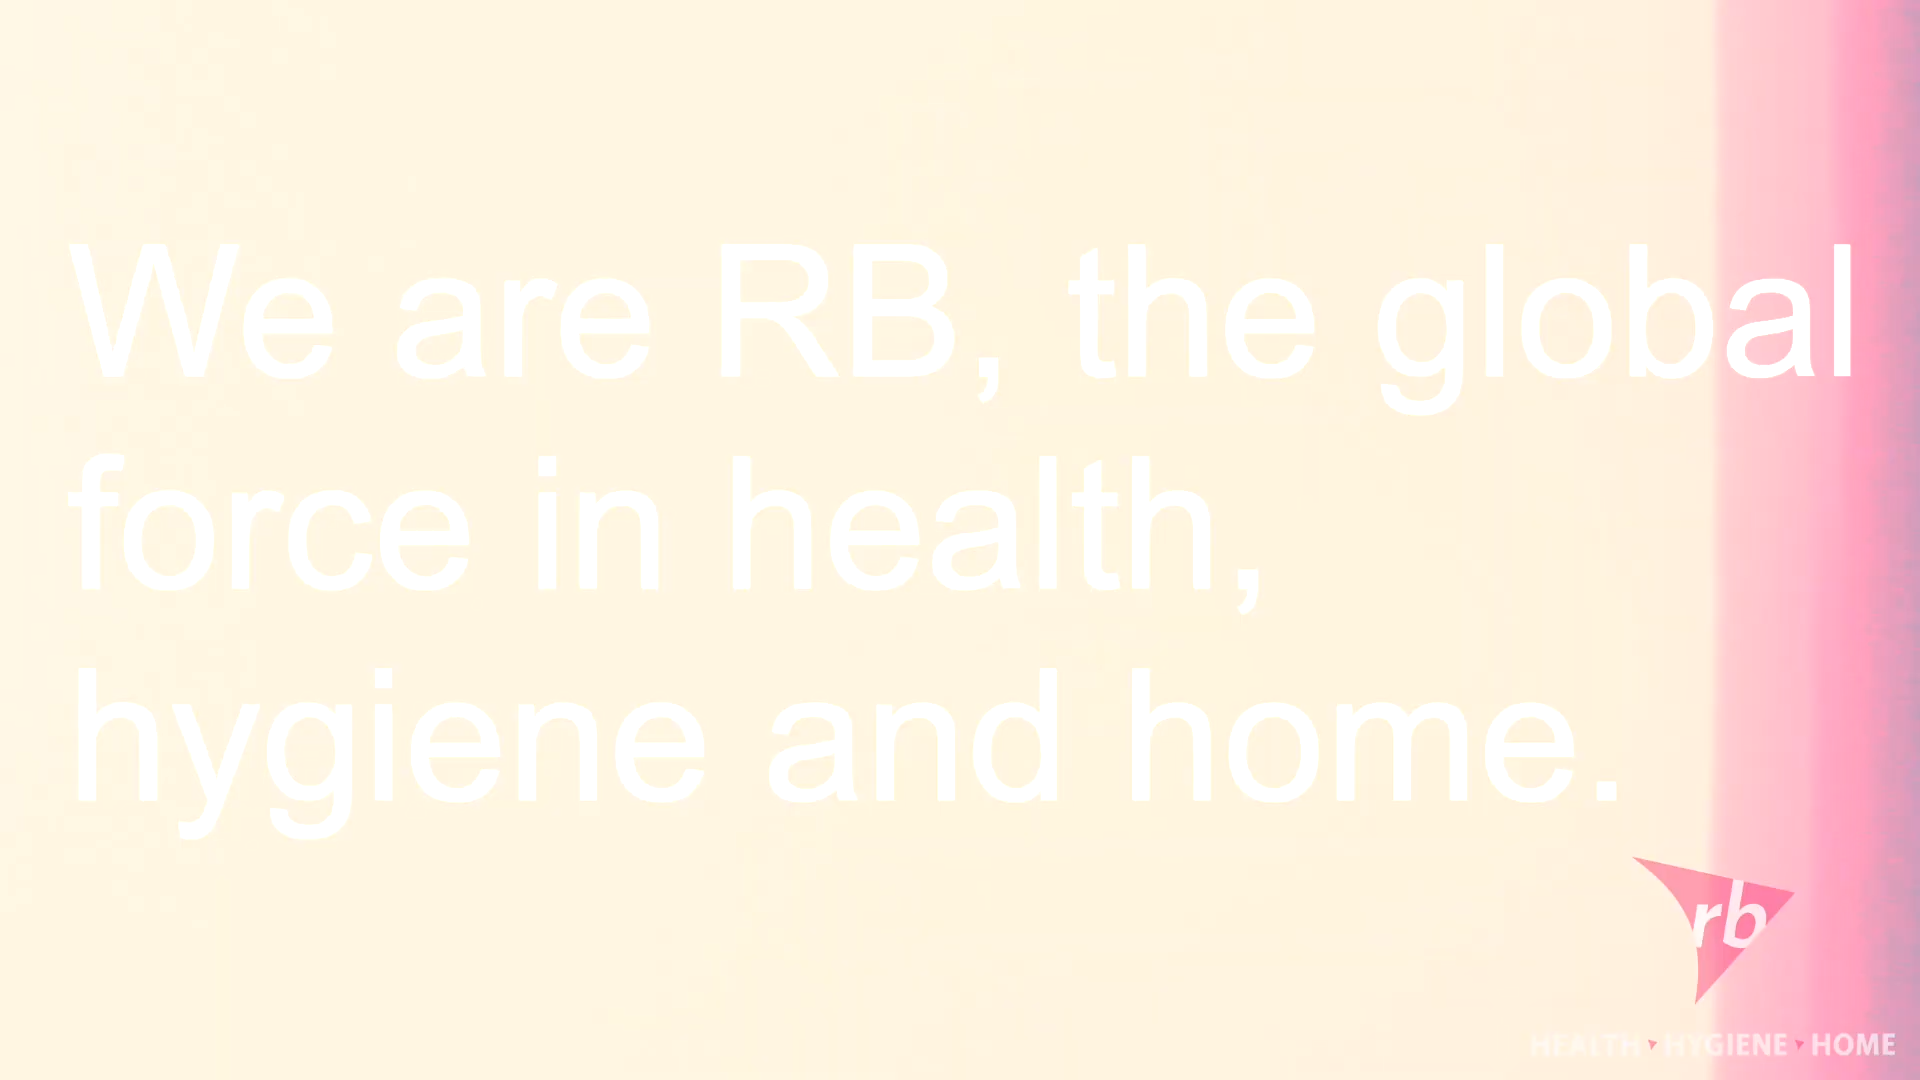 We are RB, the global
force in health,
hygiene and home.
rb
HEALTH HYGIENE HOME